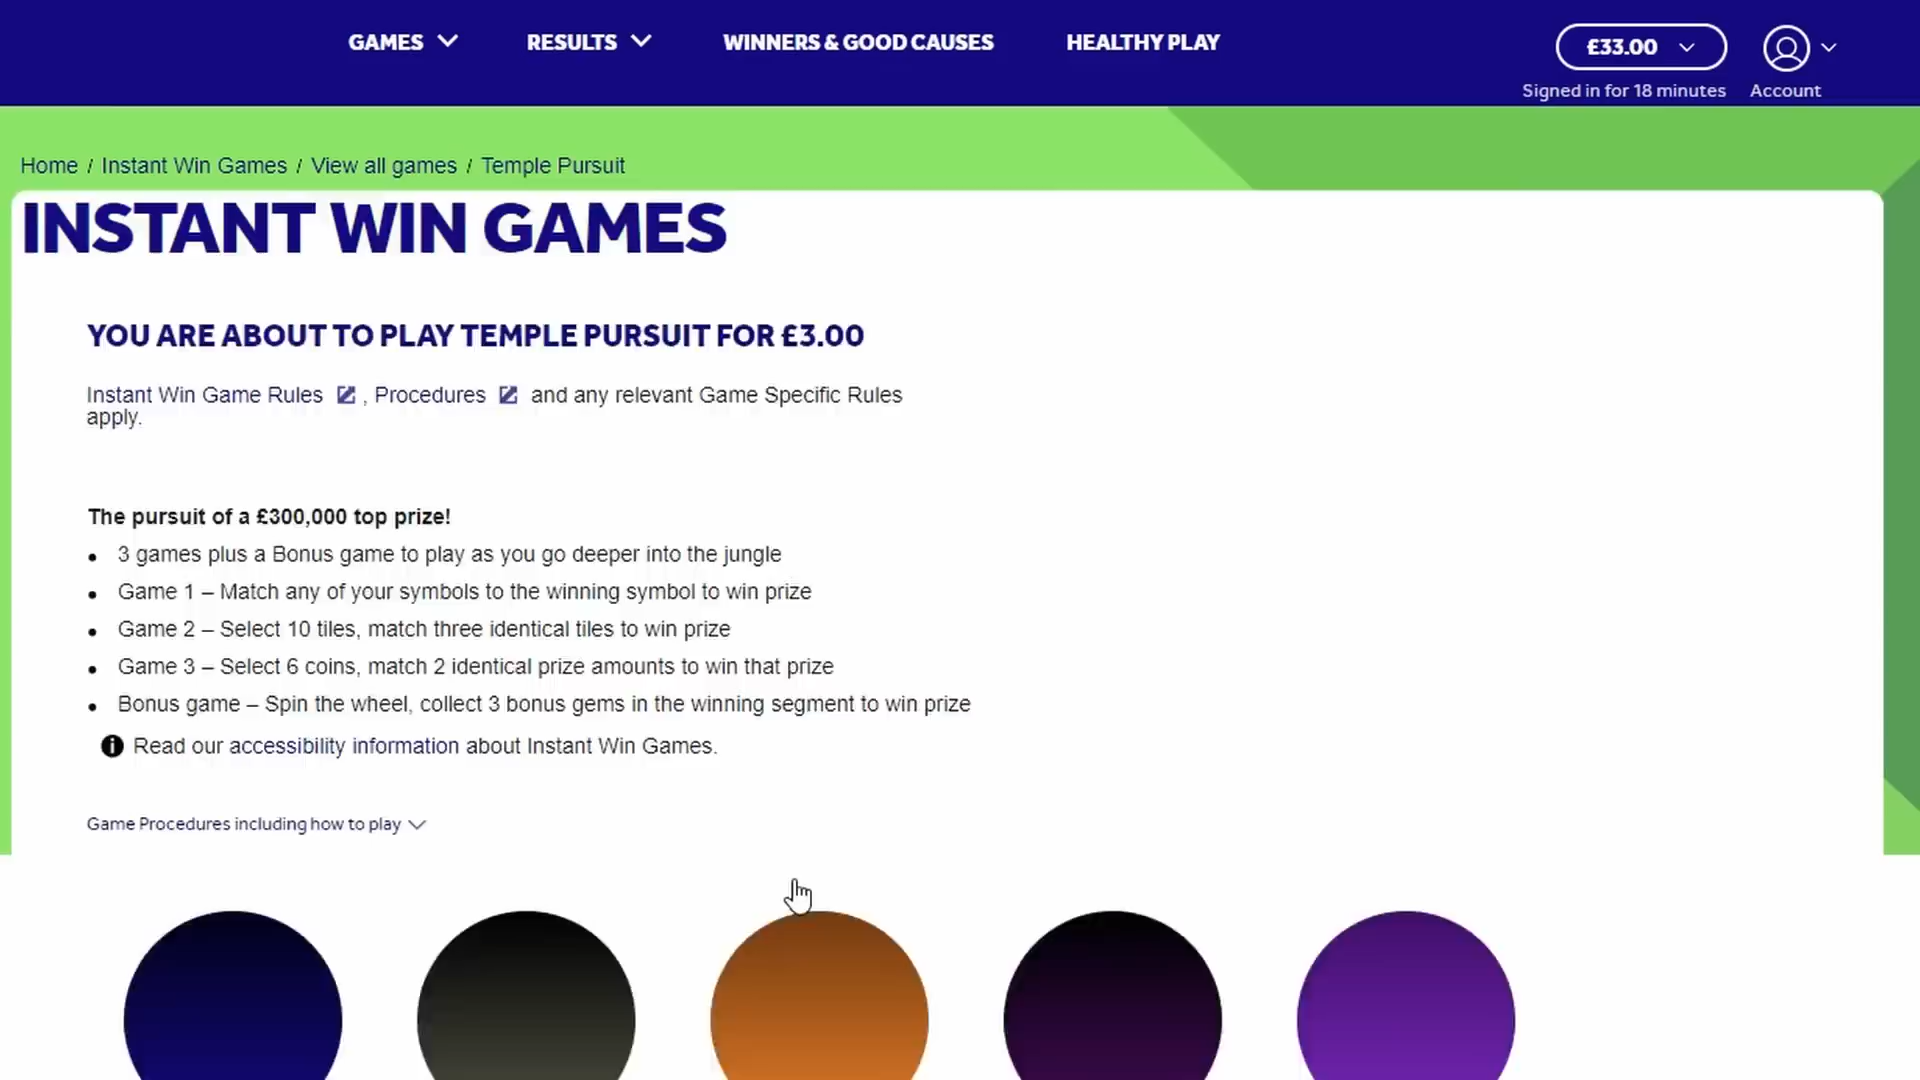 GAMES RESULTS WINNERS & GOOD CAUSES HEALTHY PLAY £33.00
Signed in for 18 minutes Account
Home / Instant Win Games / View all games / Temple Pursuit
INSTANT WIN GAMES
YOU ARE ABOUT TO PLAY TEMPLE PURSUIT FOR £3.00
Instant Win Game Rules , Procedures and any relevant Game Specific Rules
apply.
The pursuit of a £300,000 top prize!
• 3 games plus a Bonus game to play as you go deeper into the jungle
• Game 1 – Match any of your symbols to the winning symbol to win prize
• Game 2 – Select 10 tiles, match three identical tiles to win prize
• Game 3 – Select 6 coins, match 2 identical prize amounts to win that prize
• Bonus game – Spin the wheel, collect 3 bonus gems in the winning segment to win prize
Read our accessibility information about Instant Win Games.
Game Procedures including how to play